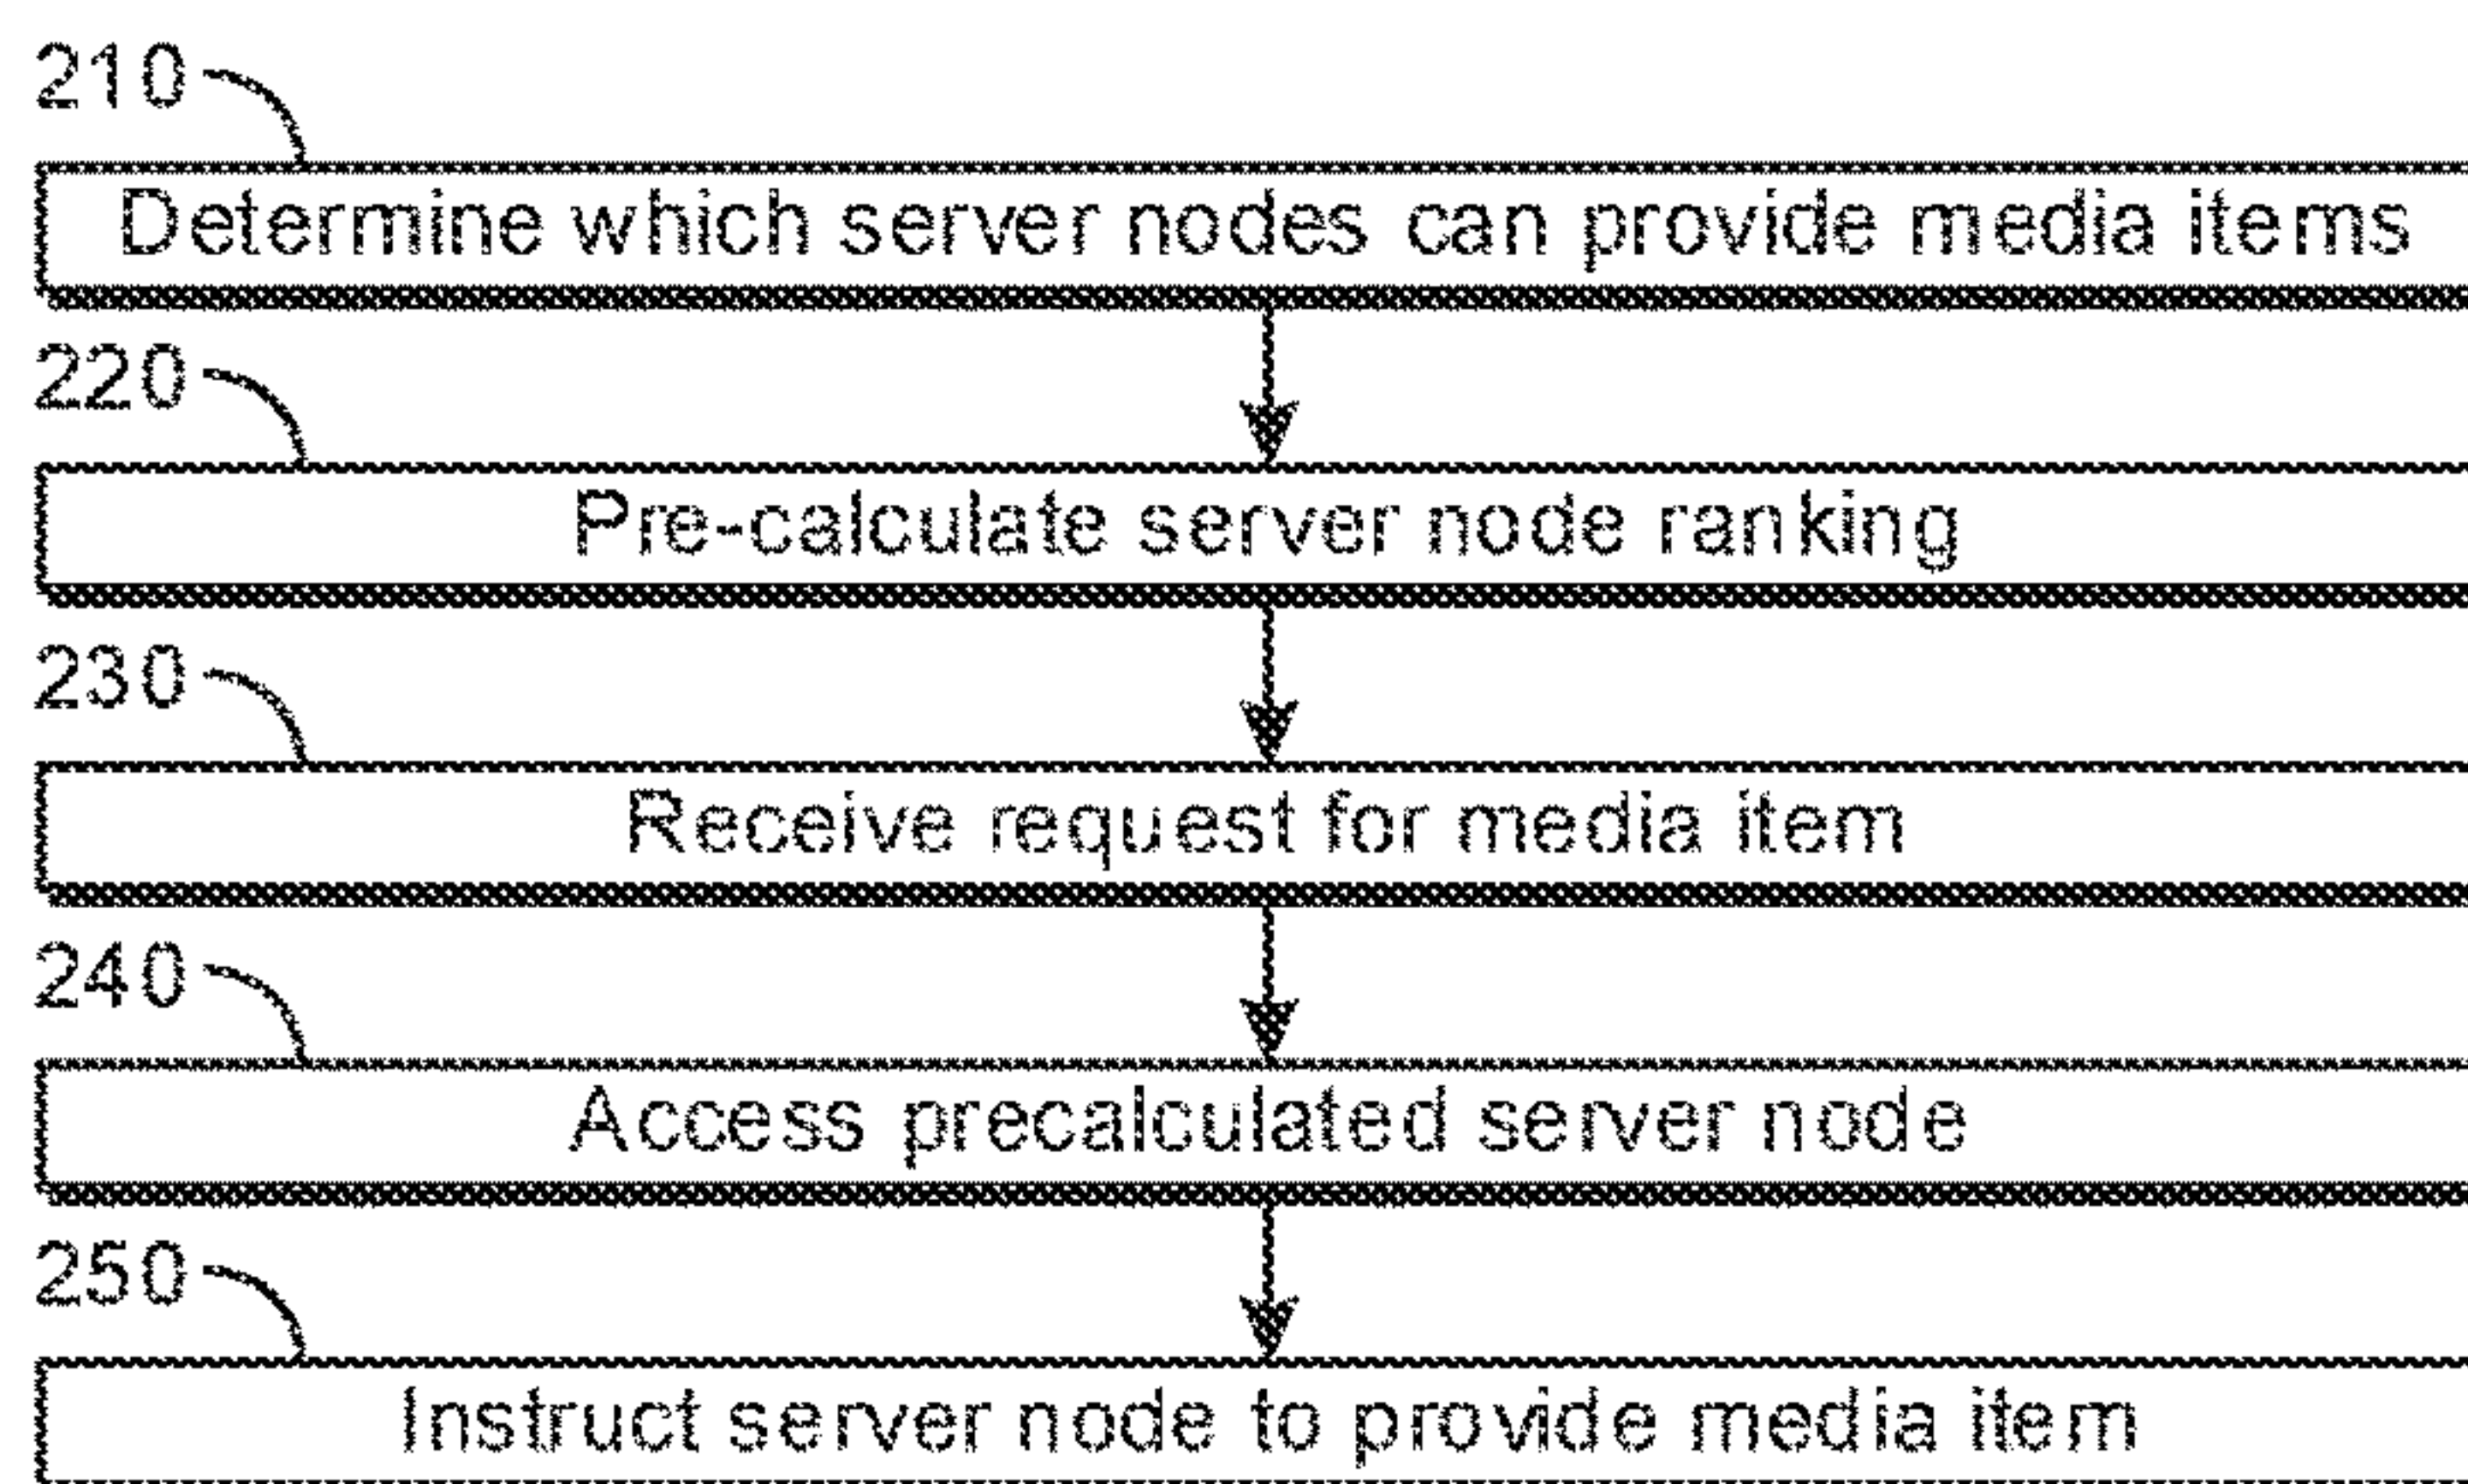 210
Determine which server nodes can provide media items
220
Pre-calculate server node ranking
230
Receive request for media item
240
Access precalculated server node
250
Instruct server node to provide media item